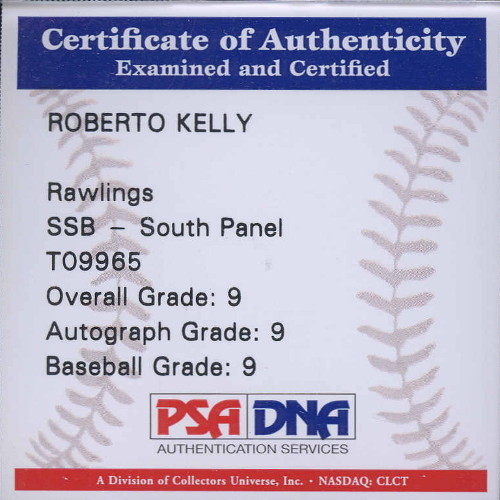 Certificate of Authenticity
Examined and Certified
ROBERTO KELLY
Rawlings
SSB – South Panel
T09965
Overall Grade: 9
Autograph Grade: 9
Baseball Grade: 9
PSA DNA
AUTHENTICATION SERVICES
A Division of Collectors Universe, Inc. • NASDAQ: CLCT